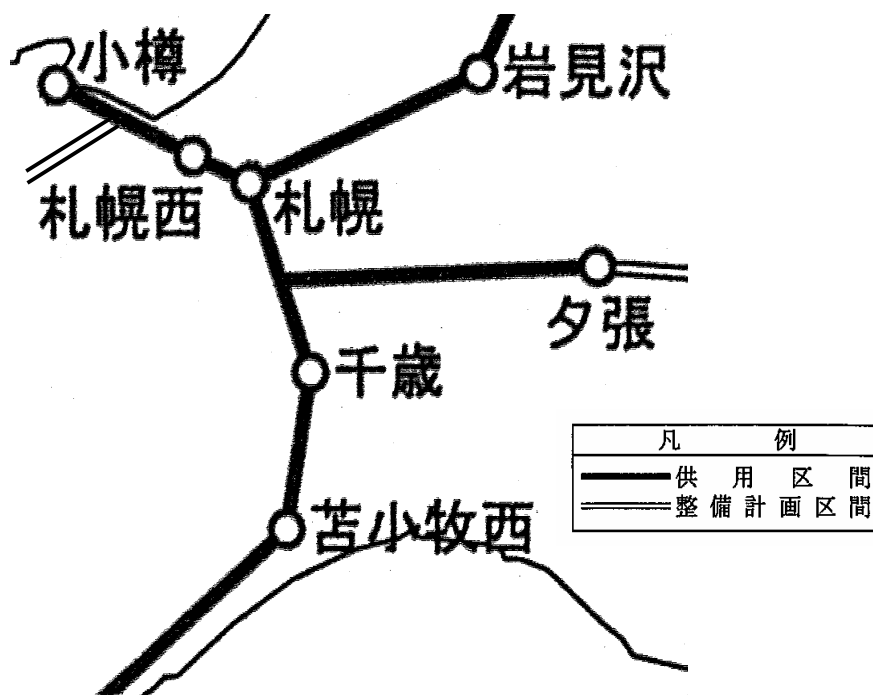 小樽
岩見沢
札幌西
札幌
夕張
千歳
苫小牧西
凡例
供用区間
整備計画区間